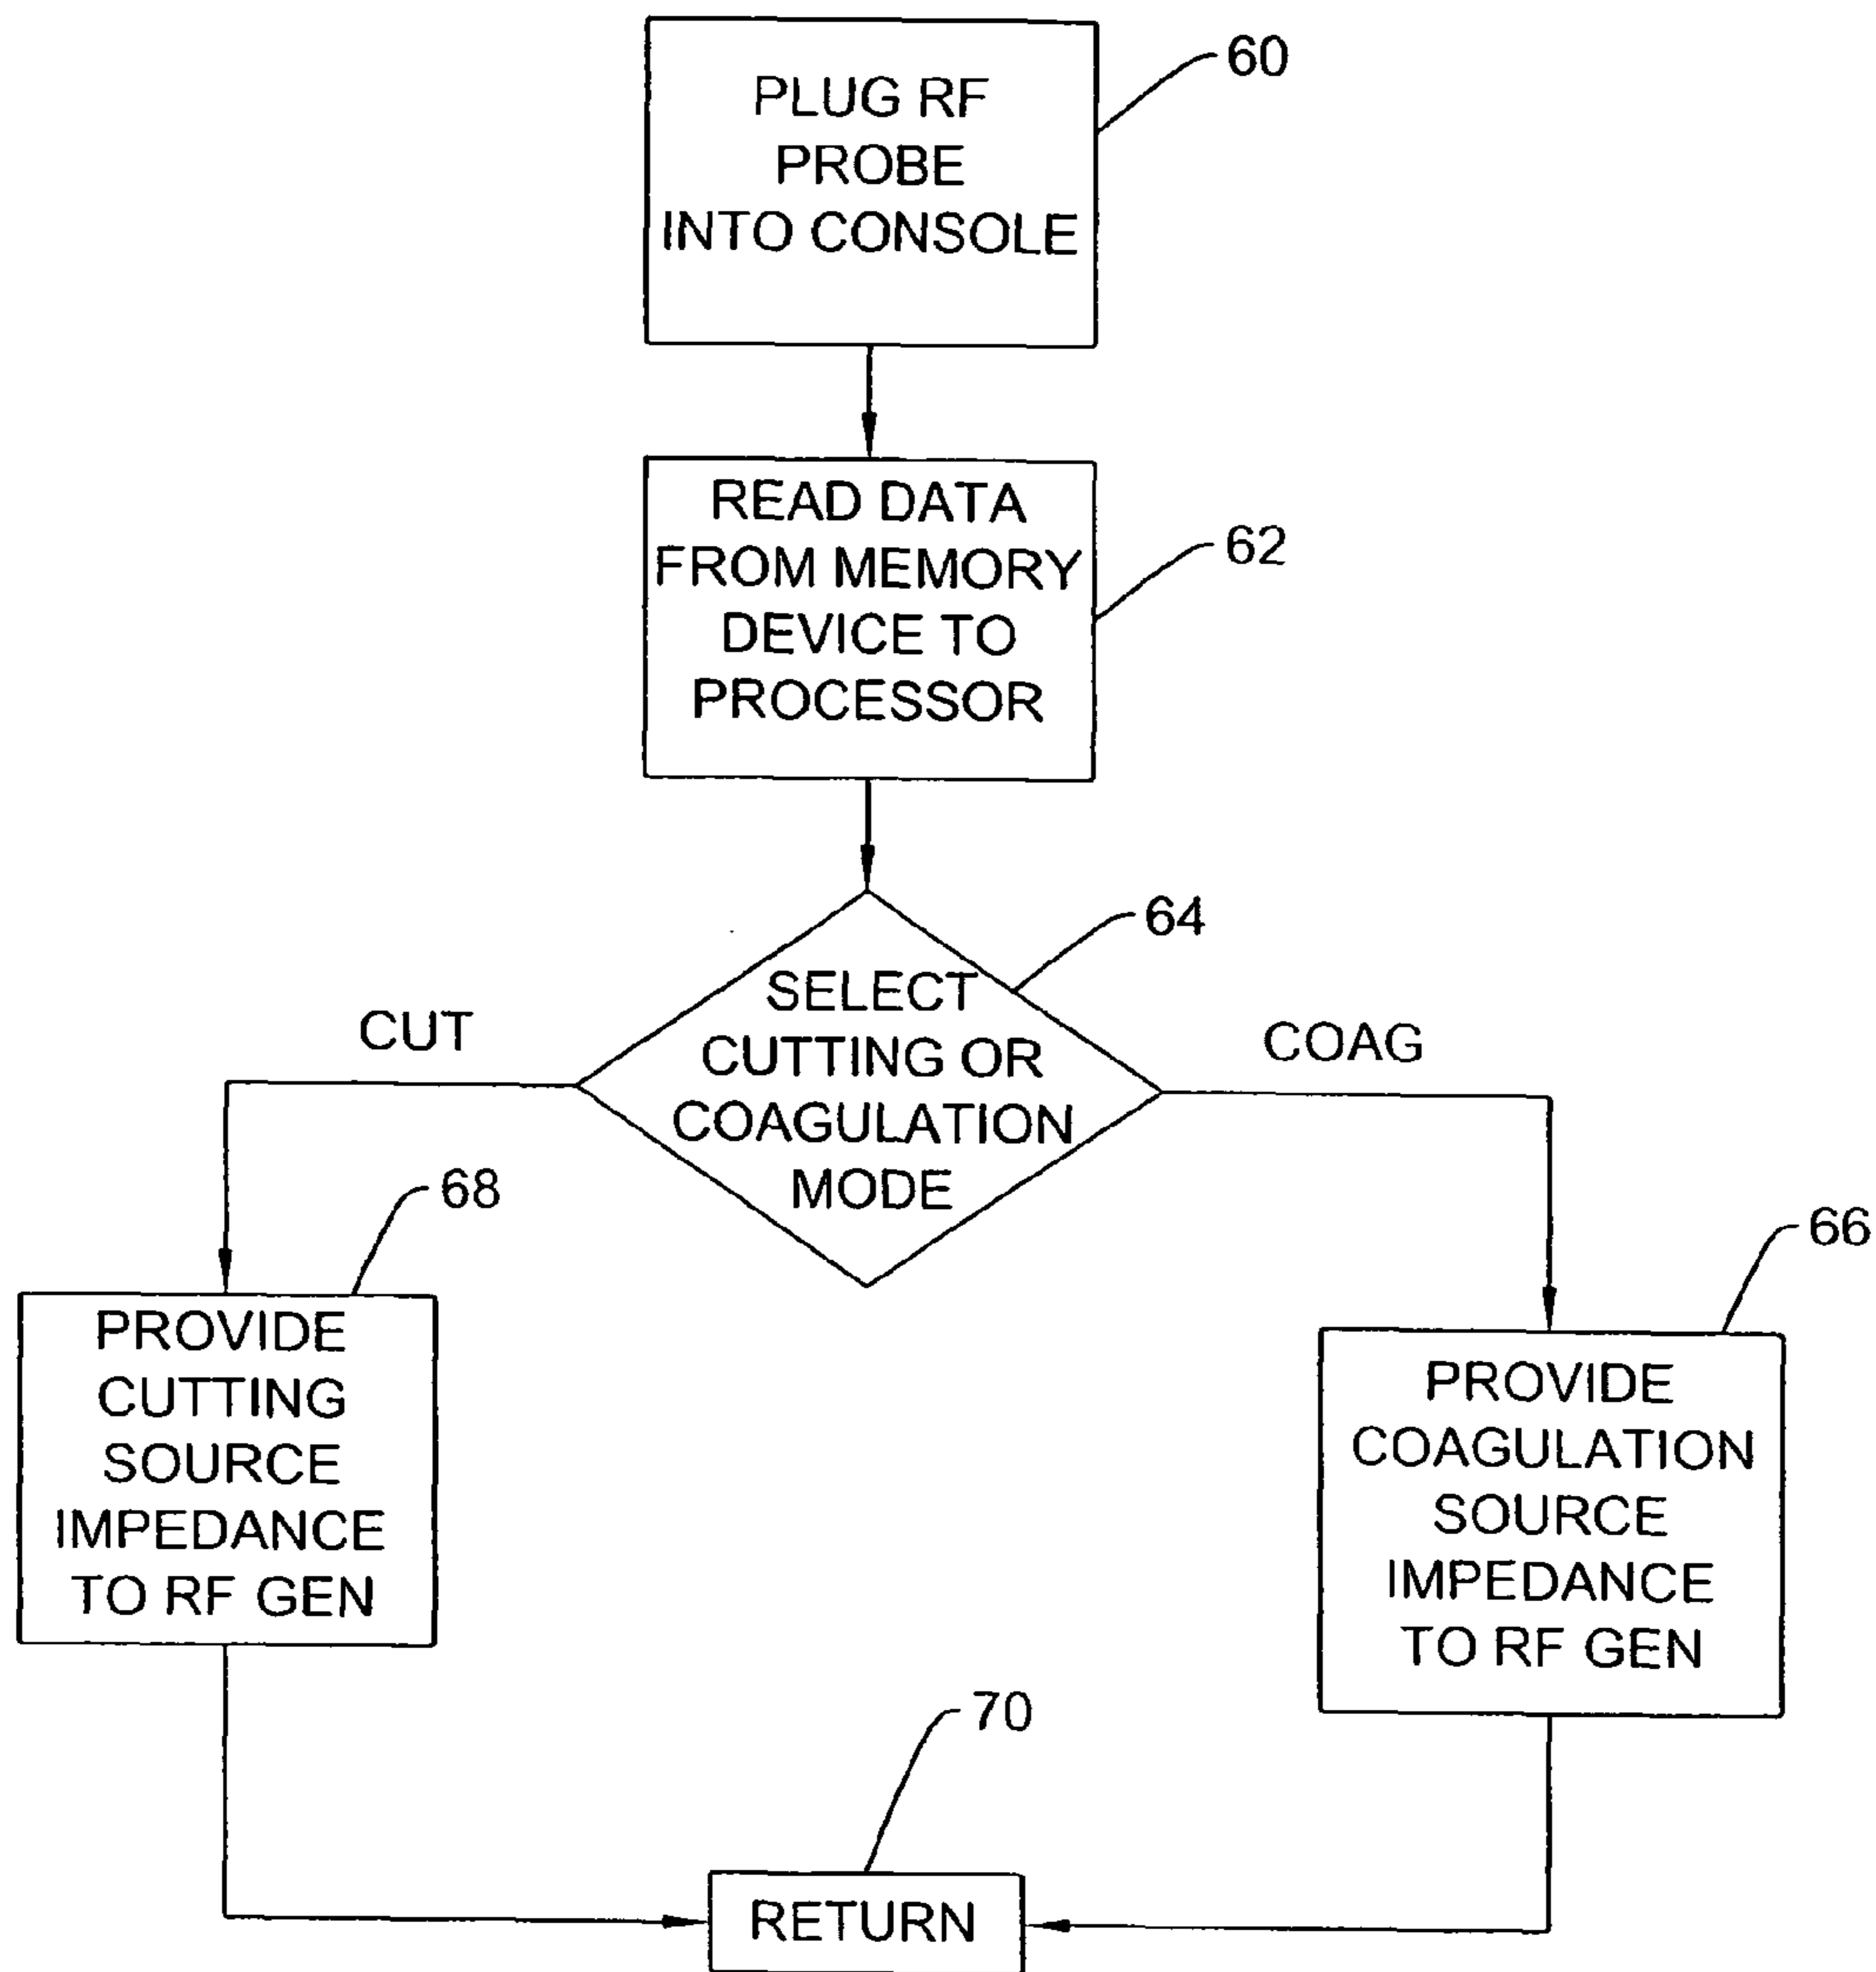 PLUG RF
PROBE
INTO CONSOLE
60
READ DATA
FROM MEMORY
DEVICE TO
PROCESSOR
62
SELECT
CUTTING OR
COAGULATION
MODE
64
CUT
COAG
68
PROVIDE
CUTTING
SOURCE
IMPEDANCE
TO RF GEN
66
PROVIDE
COAGULATION
SOURCE
IMPEDANCE
TO RF GEN
70
RETURN